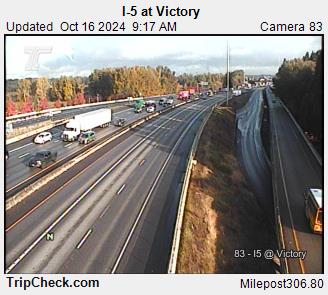 I-5 at Victory
Updated Oct 16 2024 9:17 AM
Camera 83
N
83 - I5 @ Victory
TripCheck.com
Milepost306.80